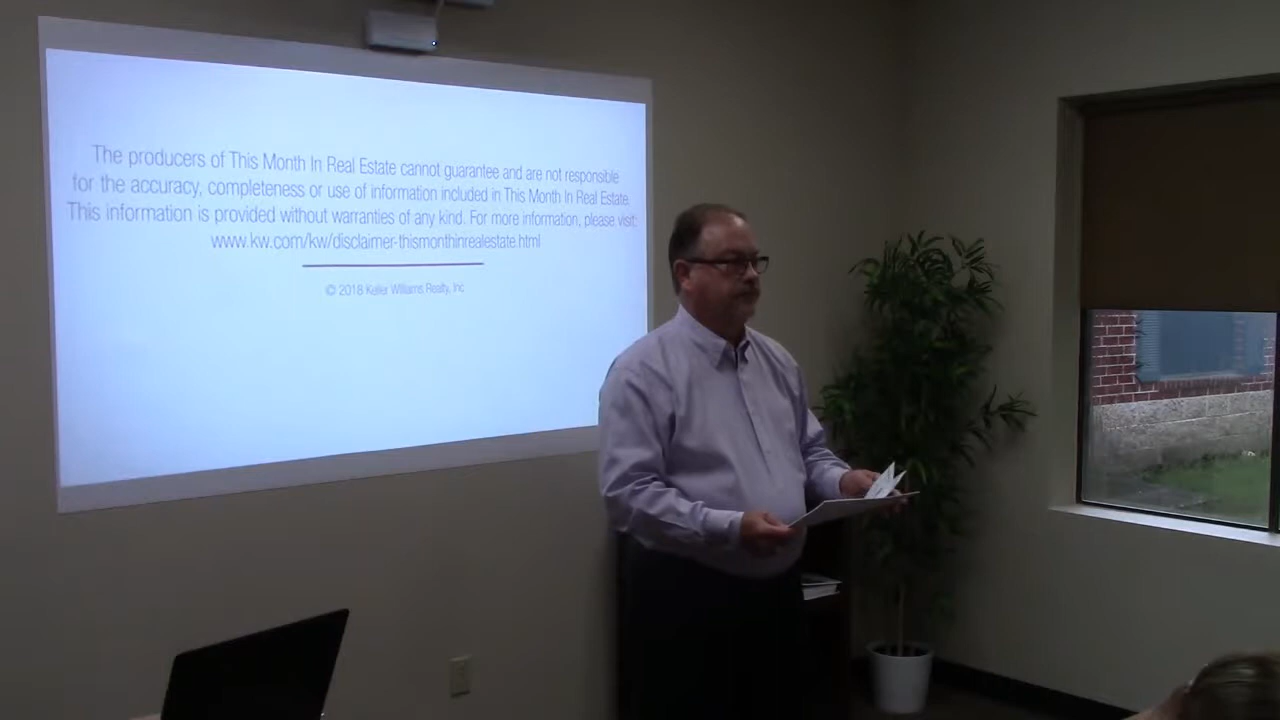 The producers of This Month In Real Estate cannot guarantee and are not responsible
for the accuracy, completeness or use of information included in This Month In Real Estate.
This information is provided without warranties of any kind. For more information, please visit:
www.kw.com/kw/disclaimer-thismonthinrealestate.html
© 2018 Keller Williams Realty, Inc